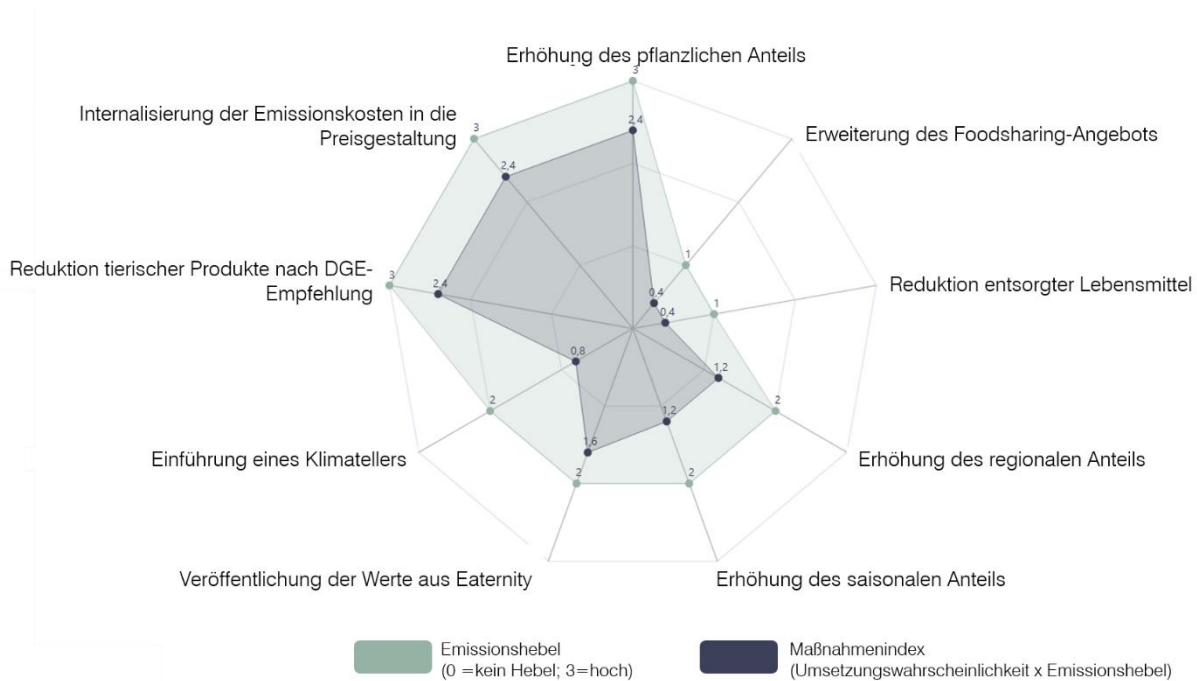 Erhöhung des pflanzlichen Anteils
3
2,4
Internalisierung der Emissionskosten in die
Preisgestaltung
3
2,4
Erweiterung des Foodsharing-Angebots
1
0,4
Reduktion tierischer Produkte nach DGE-
Empfehlung
3
2,4
Reduktion entsorgter Lebensmittel
1
0,4
Einführung eines Klimatellers
2
0,8
Erhöhung des regionalen Anteils
2
1,2
Veröffentlichung der Werte aus Eaternity
2
1,6
Erhöhung des saisonalen Anteils
2
1,2
Emissionshebel
(0 =kein Hebel; 3=hoch)
Maßnahmenindex
(Umsetzungswahrscheinlichkeit x Emissionshebel)